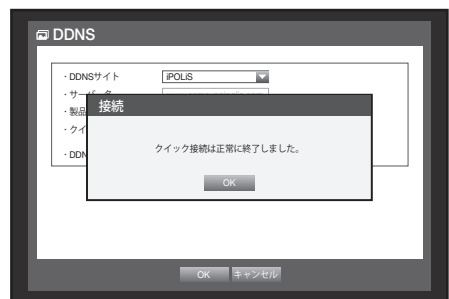 DDNS
· DDNSサイト iPOLiS
· サーバ
· 製品
· クイ
· DDN
接続
クイック接続は正常に終了しました。
OK
OK キャンセル